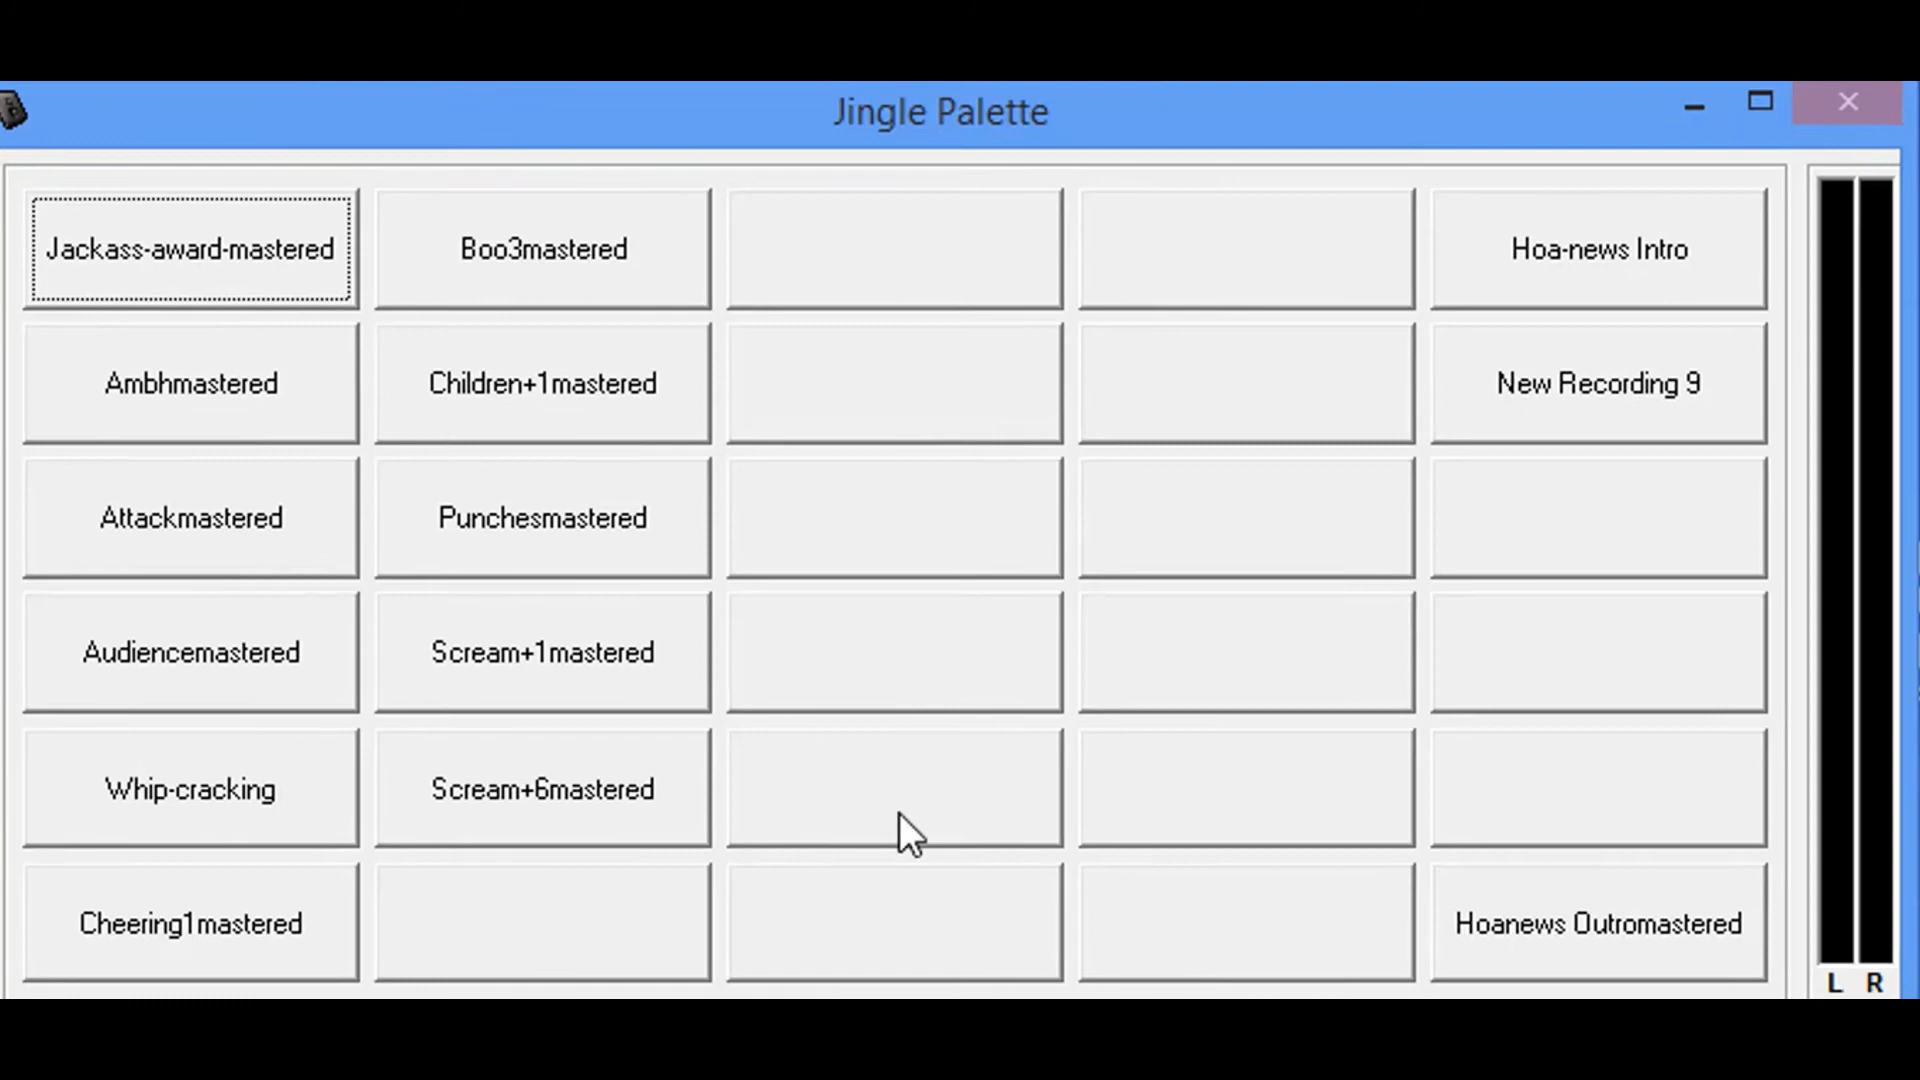 Jingle Palette
Jackass-award-mastered
Boo3mastered
Hoa-news Intro
Ambhmastered
Children+1mastered
New Recording 9
Attackmastered
Punchesmastered
Audiencemastered
Scream+1mastered
Whip-cracking
Scream+6mastered
Cheering1mastered
Hoanews Outromastered
L R